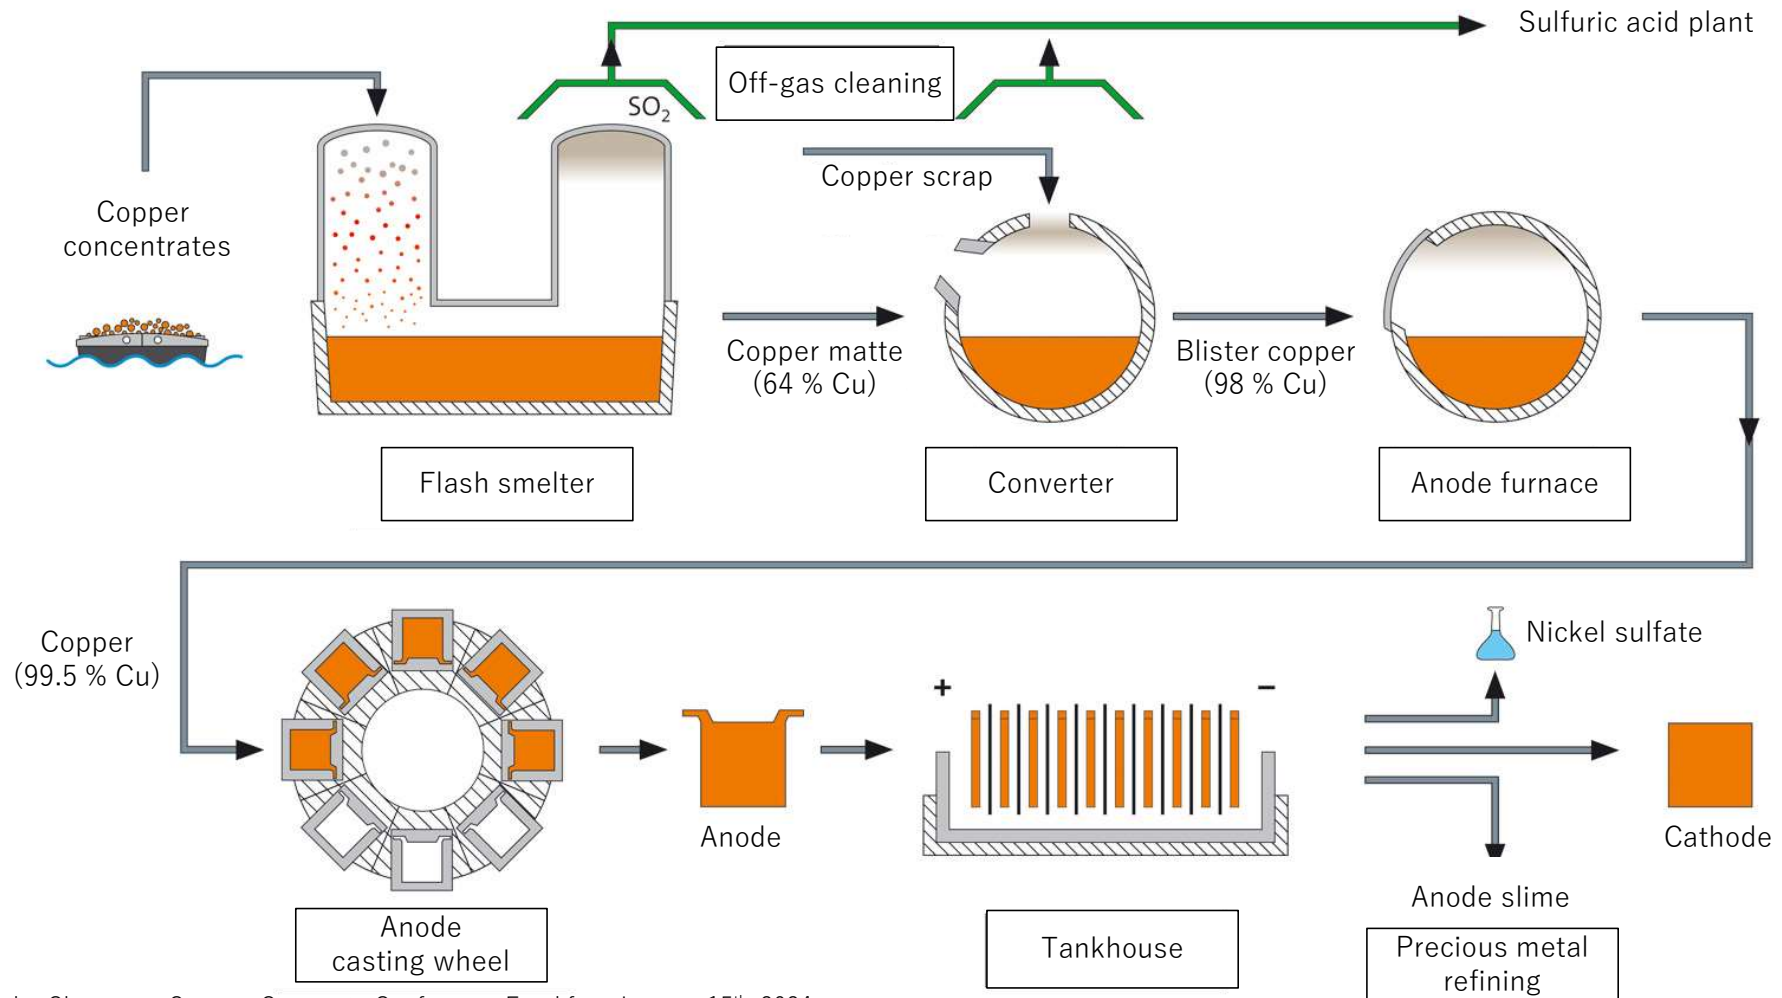 Sulfuric acid plant
Off-gas cleaning
SO₂
Copper scrap
Copper
concentrates
Copper matte
(64 % Cu)
Blister copper
(98 % Cu)
Flash smelter
Converter
Anode furnace
Copper
(99.5 % Cu)
Nickel sulfate
+
−
Anode
Cathode
Anode slime
Anode
casting wheel
Tankhouse
Precious metal
refining